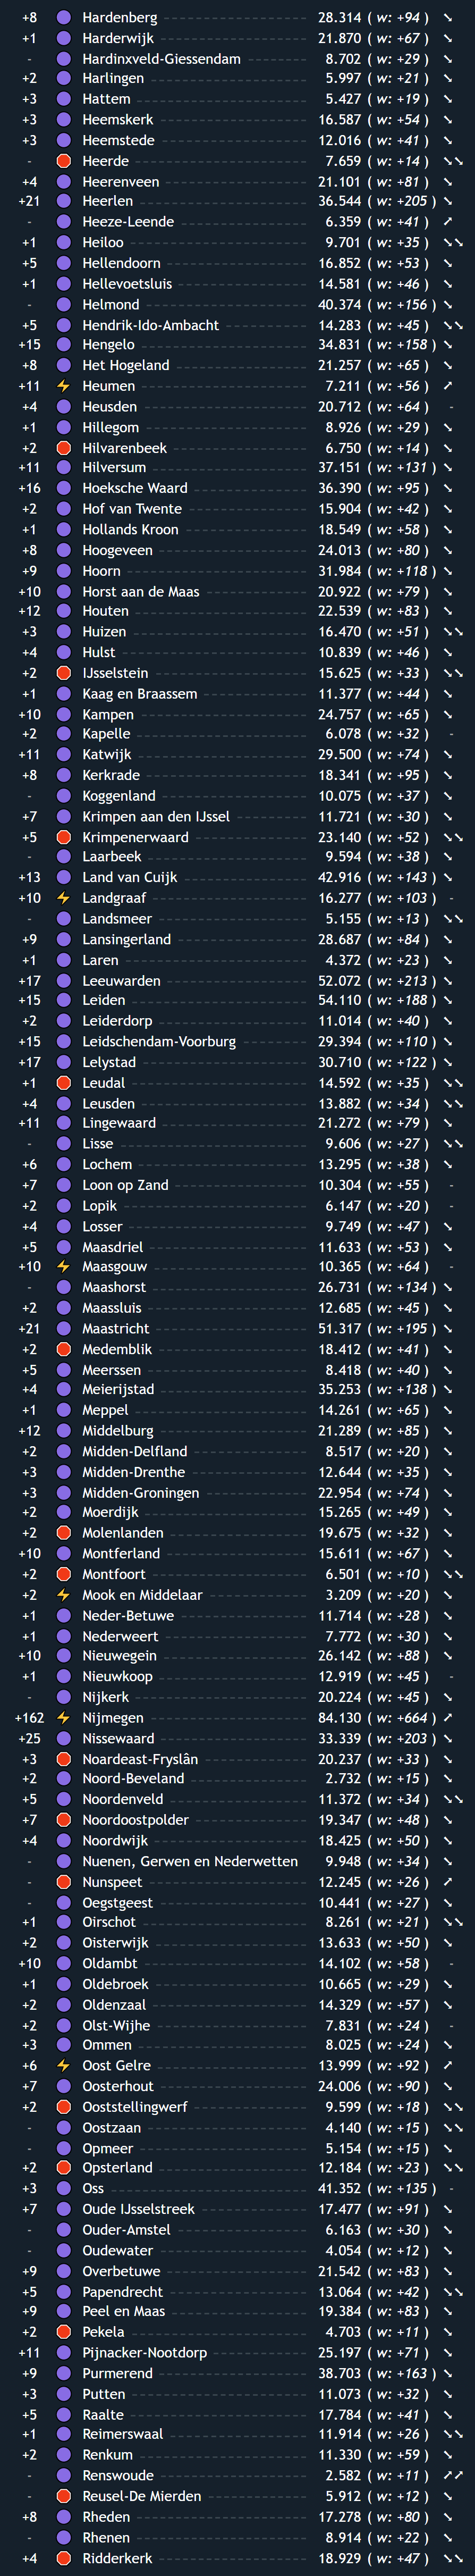 +8 Hardenberg 28.314 ( w: +94 ) ↘
+1 Harderwijk 21.870 ( w: +67 ) ↘
- Hardinxveld-Giessendam 8.702 ( w: +29 ) ↘
+2 Harlingen 5.997 ( w: +21 ) ↘
+3 Hattem 5.427 ( w: +19 ) ↘
+3 Heemskerk 16.587 ( w: +54 ) ↘
+3 Heemstede 12.016 ( w: +41 ) ↘
- Heerde 7.659 ( w: +14 ) ↘↘
+4 Heerenveen 21.101 ( w: +81 ) ↘
+21 Heerlen 36.544 ( w: +205 ) ↘
- Heeze-Leende 6.359 ( w: +41 ) ↗
+1 Heiloo 9.701 ( w: +35 ) ↘↘
+5 Hellendoorn 16.852 ( w: +53 ) ↘
+1 Hellevoetsluis 14.581 ( w: +46 ) ↘
- Helmond 40.374 ( w: +156 ) ↘
+5 Hendrik-Ido-Ambacht 14.283 ( w: +45 ) ↘↘
+15 Hengelo 34.831 ( w: +158 ) ↘
+8 Het Hogeland 21.257 ( w: +65 ) ↘
+11 Heumen 7.211 ( w: +56 ) ↗
+4 Heusden 20.712 ( w: +64 ) -
+1 Hillegom 8.926 ( w: +29 ) ↘
+2 Hilvarenbeek 6.750 ( w: +14 ) ↘
+11 Hilversum 37.151 ( w: +131 ) ↘
+16 Hoeksche Waard 36.390 ( w: +95 ) ↘
+2 Hof van Twente 15.904 ( w: +42 ) ↘
+1 Hollands Kroon 18.549 ( w: +58 ) ↘
+8 Hoogeveen 24.013 ( w: +80 ) ↘
+9 Hoorn 31.984 ( w: +118 ) ↘
+10 Horst aan de Maas 20.922 ( w: +79 ) ↘
+12 Houten 22.539 ( w: +83 ) ↘
+3 Huizen 16.470 ( w: +51 ) ↘↘
+4 Hulst 10.839 ( w: +46 ) ↘
+2 IJsselstein 15.625 ( w: +33 ) ↘↘
+1 Kaag en Braassem 11.377 ( w: +44 ) ↘
+10 Kampen 24.757 ( w: +65 ) ↘
+2 Kapelle 6.078 ( w: +32 ) -
+11 Katwijk 29.500 ( w: +74 ) ↘
+8 Kerkrade 18.341 ( w: +95 ) ↘
- Koggenland 10.075 ( w: +37 ) ↘
+7 Krimpen aan den IJssel 11.721 ( w: +30 ) ↘
+5 Krimpenerwaard 23.140 ( w: +52 ) ↘↘
- Laarbeek 9.594 ( w: +38 ) ↘
+13 Land van Cuijk 42.916 ( w: +143 ) ↘
+10 Landgraaf 16.277 ( w: +103 ) -
- Landsmeer 5.155 ( w: +13 ) ↘↘
+9 Lansingerland 28.687 ( w: +84 ) ↘
+1 Laren 4.372 ( w: +23 ) ↘
+17 Leeuwarden 52.072 ( w: +213 ) ↘
+15 Leiden 54.110 ( w: +188 ) ↘
+2 Leiderdorp 11.014 ( w: +40 ) ↘
+15 Leidschendam-Voorburg 29.394 ( w: +110 ) ↘
+17 Lelystad 30.710 ( w: +122 ) ↘
+1 Leudal 14.592 ( w: +35 ) ↘↘
+4 Leusden 13.882 ( w: +34 ) ↘↘
+11 Lingewaard 21.272 ( w: +79 ) ↘
- Lisse 9.606 ( w: +27 ) ↘↘
+6 Lochem 13.295 ( w: +38 ) ↘
+7 Loon op Zand 10.304 ( w: +55 ) -
+2 Lopik 6.147 ( w: +20 ) -
+4 Losser 9.749 ( w: +47 ) ↘
+5 Maasdriel 11.633 ( w: +53 ) ↘
+10 Maasgouw 10.365 ( w: +64 ) -
- Maashorst 26.731 ( w: +134 ) ↘
+2 Maassluis 12.685 ( w: +45 ) ↘
+21 Maastricht 51.317 ( w: +195 ) ↘
+2 Medemblik 18.412 ( w: +41 ) ↘
+5 Meerssen 8.418 ( w: +40 ) ↘
+4 Meierijstad 35.253 ( w: +138 ) ↘
+1 Meppel 14.261 ( w: +65 ) ↘
+12 Middelburg 21.289 ( w: +85 ) ↘
+2 Midden-Delfland 8.517 ( w: +20 ) ↘
+3 Midden-Drenthe 12.644 ( w: +35 ) ↘
+3 Midden-Groningen 22.954 ( w: +74 ) ↘
+2 Moerdijk 15.265 ( w: +49 ) ↘
+2 Molenlanden 19.675 ( w: +32 ) ↘
+10 Montferland 15.611 ( w: +67 ) ↘
+2 Montfoort 6.501 ( w: +10 ) ↘↘
+2 Mook en Middelaar 3.209 ( w: +20 ) ↘
+1 Neder-Betuwe 11.714 ( w: +28 ) ↘
+1 Nederweert 7.772 ( w: +30 ) ↘
+10 Nieuwegein 26.142 ( w: +88 ) ↘
+1 Nieuwkoop 12.919 ( w: +45 ) -
- Nijkerk 20.224 ( w: +45 ) ↘
+162 Nijmegen 84.130 ( w: +664 ) ↗
+25 Nissewaard 33.339 ( w: +203 ) ↘
+3 Noardeast-Fryslân 20.237 ( w: +33 ) ↘
+2 Noord-Beveland 2.732 ( w: +15 ) ↘
+5 Noordenveld 11.372 ( w: +34 ) ↘↘
+7 Noordoostpolder 19.347 ( w: +48 ) ↘
+4 Noordwijk 18.425 ( w: +50 ) ↘
- Nuenen, Gerwen en Nederwetten 9.948 ( w: +34 ) ↘
- Nunspeet 12.245 ( w: +26 ) ↗
- Oegstgeest 10.441 ( w: +27 ) ↘
+1 Oirschot 8.261 ( w: +21 ) ↘↘
+2 Oisterwijk 13.633 ( w: +50 ) ↘
+10 Oldambt 14.102 ( w: +58 ) -
+1 Oldebroek 10.665 ( w: +29 ) ↘
+2 Oldenzaal 14.329 ( w: +57 ) ↘
+2 Olst-Wijhe 7.831 ( w: +24 ) -
+3 Ommen 8.025 ( w: +24 ) ↘
+6 Oost Gelre 13.999 ( w: +92 ) ↗
+7 Oosterhout 24.006 ( w: +90 ) ↘
+2 Ooststellingwerf 9.599 ( w: +18 ) ↘↘
- Oostzaan 4.140 ( w: +15 ) ↘↘
- Opmeer 5.154 ( w: +15 ) ↘
+2 Opsterland 12.184 ( w: +23 ) ↘↘
+3 Oss 41.352 ( w: +135 ) -
+7 Oude IJsselstreek 17.477 ( w: +91 ) ↘
- Ouder-Amstel 6.163 ( w: +30 ) ↘
- Oudewater 4.054 ( w: +12 ) ↘
+9 Overbetuwe 21.542 ( w: +83 ) ↘
+5 Papendrecht 13.064 ( w: +42 ) ↘↘
+9 Peel en Maas 19.384 ( w: +83 ) ↘
+2 Pekela 4.703 ( w: +11 ) ↘
+11 Pijnacker-Nootdorp 25.197 ( w: +71 ) ↘
+9 Purmerend 38.703 ( w: +163 ) ↘
+3 Putten 11.073 ( w: +32 ) ↘
+5 Raalte 17.784 ( w: +41 ) ↘
+1 Reimerswaal 11.914 ( w: +26 ) ↘↘
+2 Renkum 11.330 ( w: +59 ) ↘
- Renswoude 2.582 ( w: +11 ) ↗↗
- Reusel-De Mierden 5.912 ( w: +12 ) ↘
+8 Rheden 17.278 ( w: +80 ) ↘
- Rhenen 8.914 ( w: +22 ) ↘
+4 Ridderkerk 18.929 ( w: +47 ) ↘↘